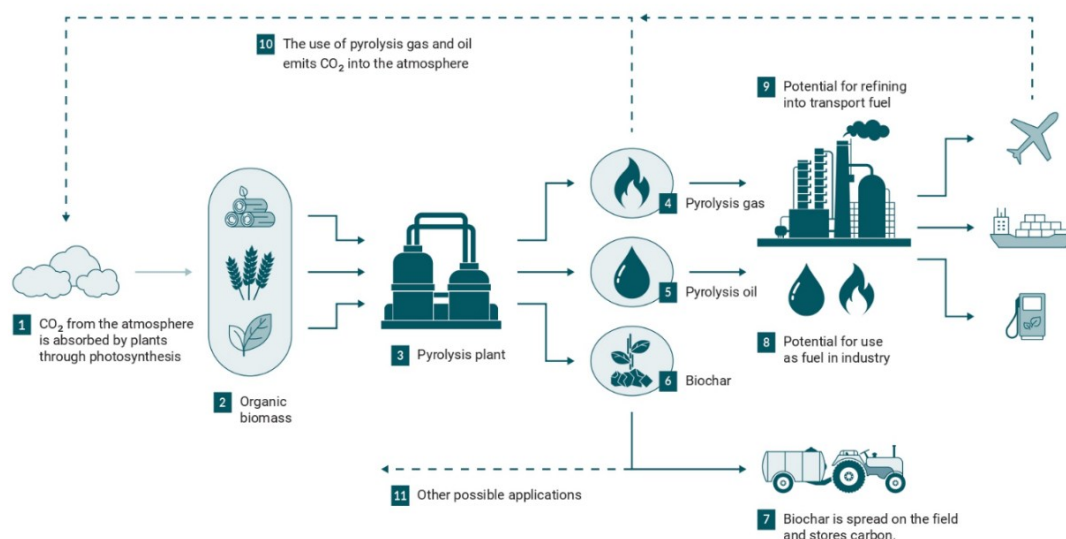 10 The use of pyrolysis gas and oil
emits CO₂ into the atmosphere
9 Potential for refining
into transport fuel
4 Pyrolysis gas
1 CO₂ from the atmosphere
is absorbed by plants
through photosynthesis
5 Pyrolysis oil
3 Pyrolysis plant
8 Potential for use
as fuel in industry
2 Organic
biomass
6 Biochar
11 Other possible applications
7 Biochar is spread on the field
and stores carbon.